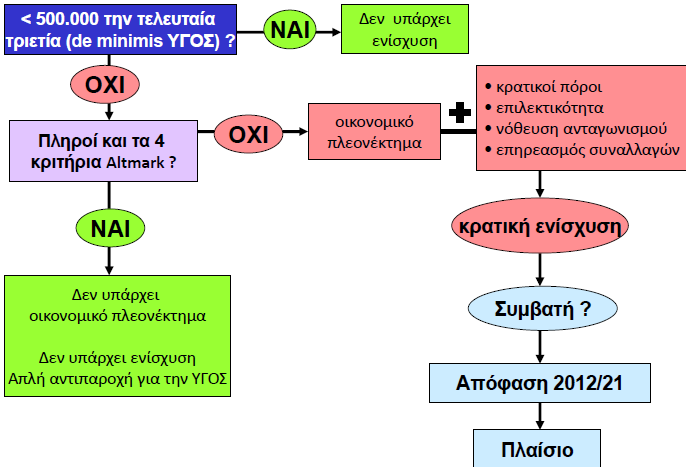 < 500.000 την τελευταία
τριετία (de minimis ΥΓΟΣ) ?
ΝΑΙ
Δεν υπάρχει
ενίσχυση
ΟΧΙ
Πληροί και τα 4
κριτήρια Altmark ?
ΟΧΙ
οικονομικό
πλεονέκτημα
• κρατικοί πόροι
• επιλεκτικότητα
• νόθευση ανταγωνισμού
• επηρεασμός συναλλαγών
ΝΑΙ
κρατική ενίσχυση
Δεν υπάρχει
οικονομικό πλεονέκτημα
Δεν υπάρχει ενίσχυση
Απλή αντιπαροχή για την ΥΓΟΣ
Συμβατή ?
Απόφαση 2012/21
Πλαίσιο